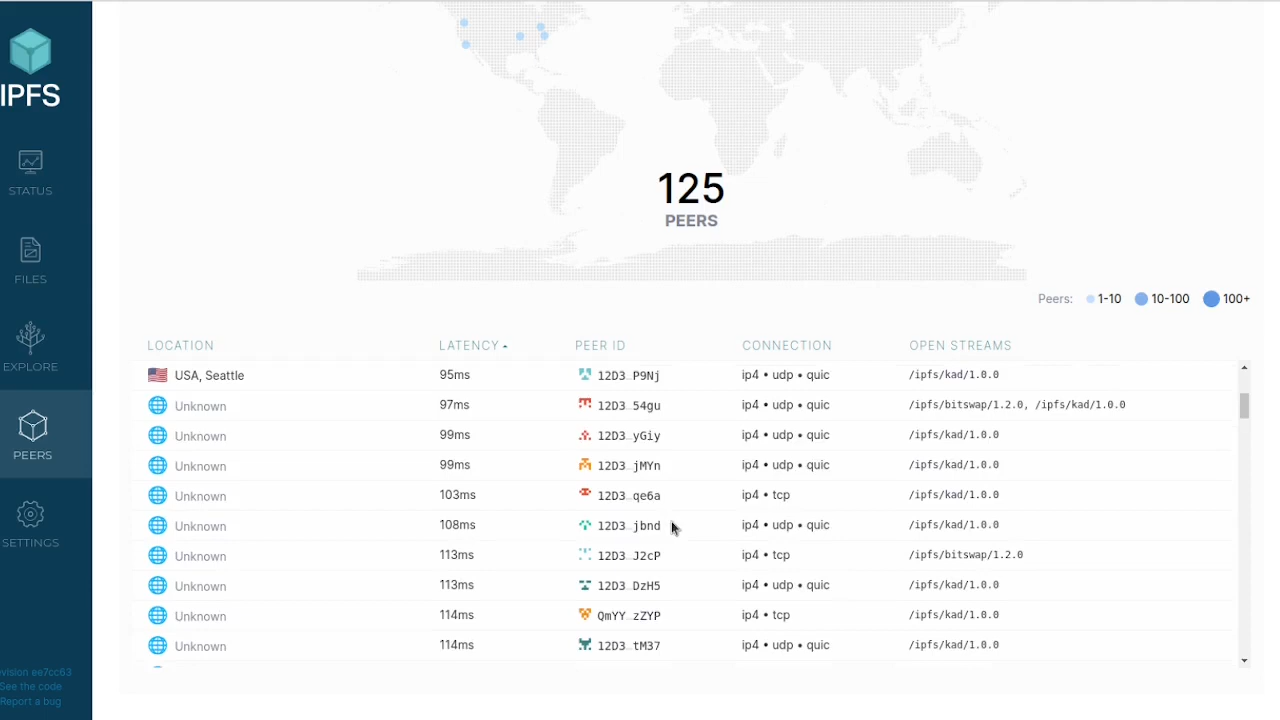 IPFS
STATUS
FILES
EXPLORE
PEERS
SETTINGS
See the code
Report a bug
125
PEERS
Peers: 1-10 10-100 100+
LOCATION LATENCY PEER ID CONNECTION OPEN STREAMS
USA, Seattle 95ms 12D3…P9Nj ip4 • udp • quic /ipfs/kad/1.0.0
Unknown 97ms 12D3…54gu ip4 • udp • quic /ipfs/bitswap/1.2.0, /ipfs/kad/1.0.0
Unknown 99ms 12D3…yGiy ip4 • udp • quic /ipfs/kad/1.0.0
Unknown 99ms 12D3…jMYn ip4 • udp • quic /ipfs/kad/1.0.0
Unknown 103ms 12D3…qe6a ip4 • tcp /ipfs/kad/1.0.0
Unknown 108ms 12D3…jbnd ip4 • udp • quic /ipfs/kad/1.0.0
Unknown 113ms 12D3…J2cP ip4 • tcp /ipfs/bitswap/1.2.0
Unknown 113ms 12D3…DzH5 ip4 • udp • quic /ipfs/kad/1.0.0
Unknown 114ms QmYY…zZYP ip4 • tcp /ipfs/kad/1.0.0
Unknown 114ms 12D3…tM37 ip4 • udp • quic /ipfs/kad/1.0.0